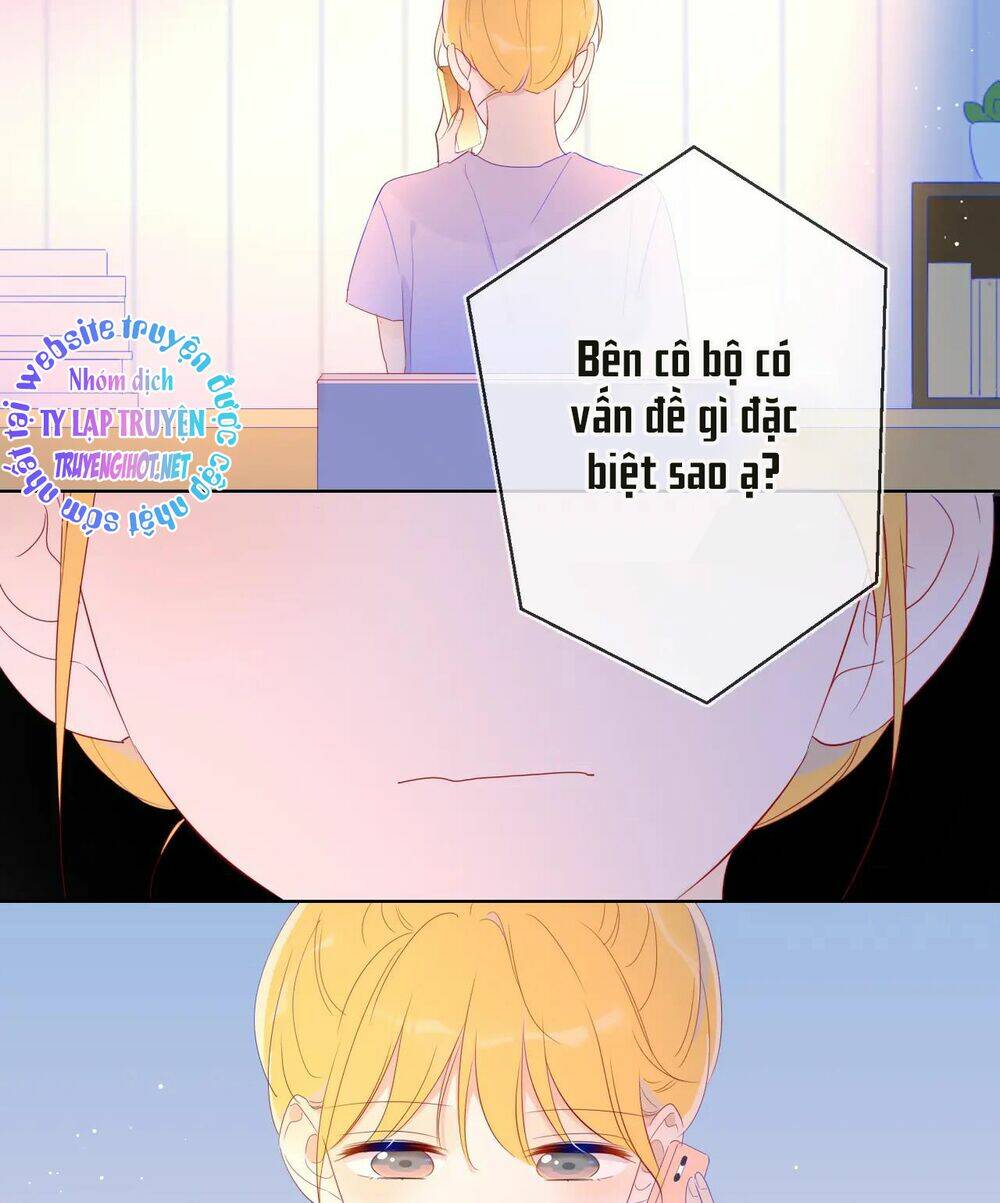 Bên cô bộ có
vấn đề gì đặc
biệt sao ạ?
website truyện được cập nhật sớm nhất tại
Nhóm dịch
TY LAP TRUYỆN
TRUYENGIHOT.NET